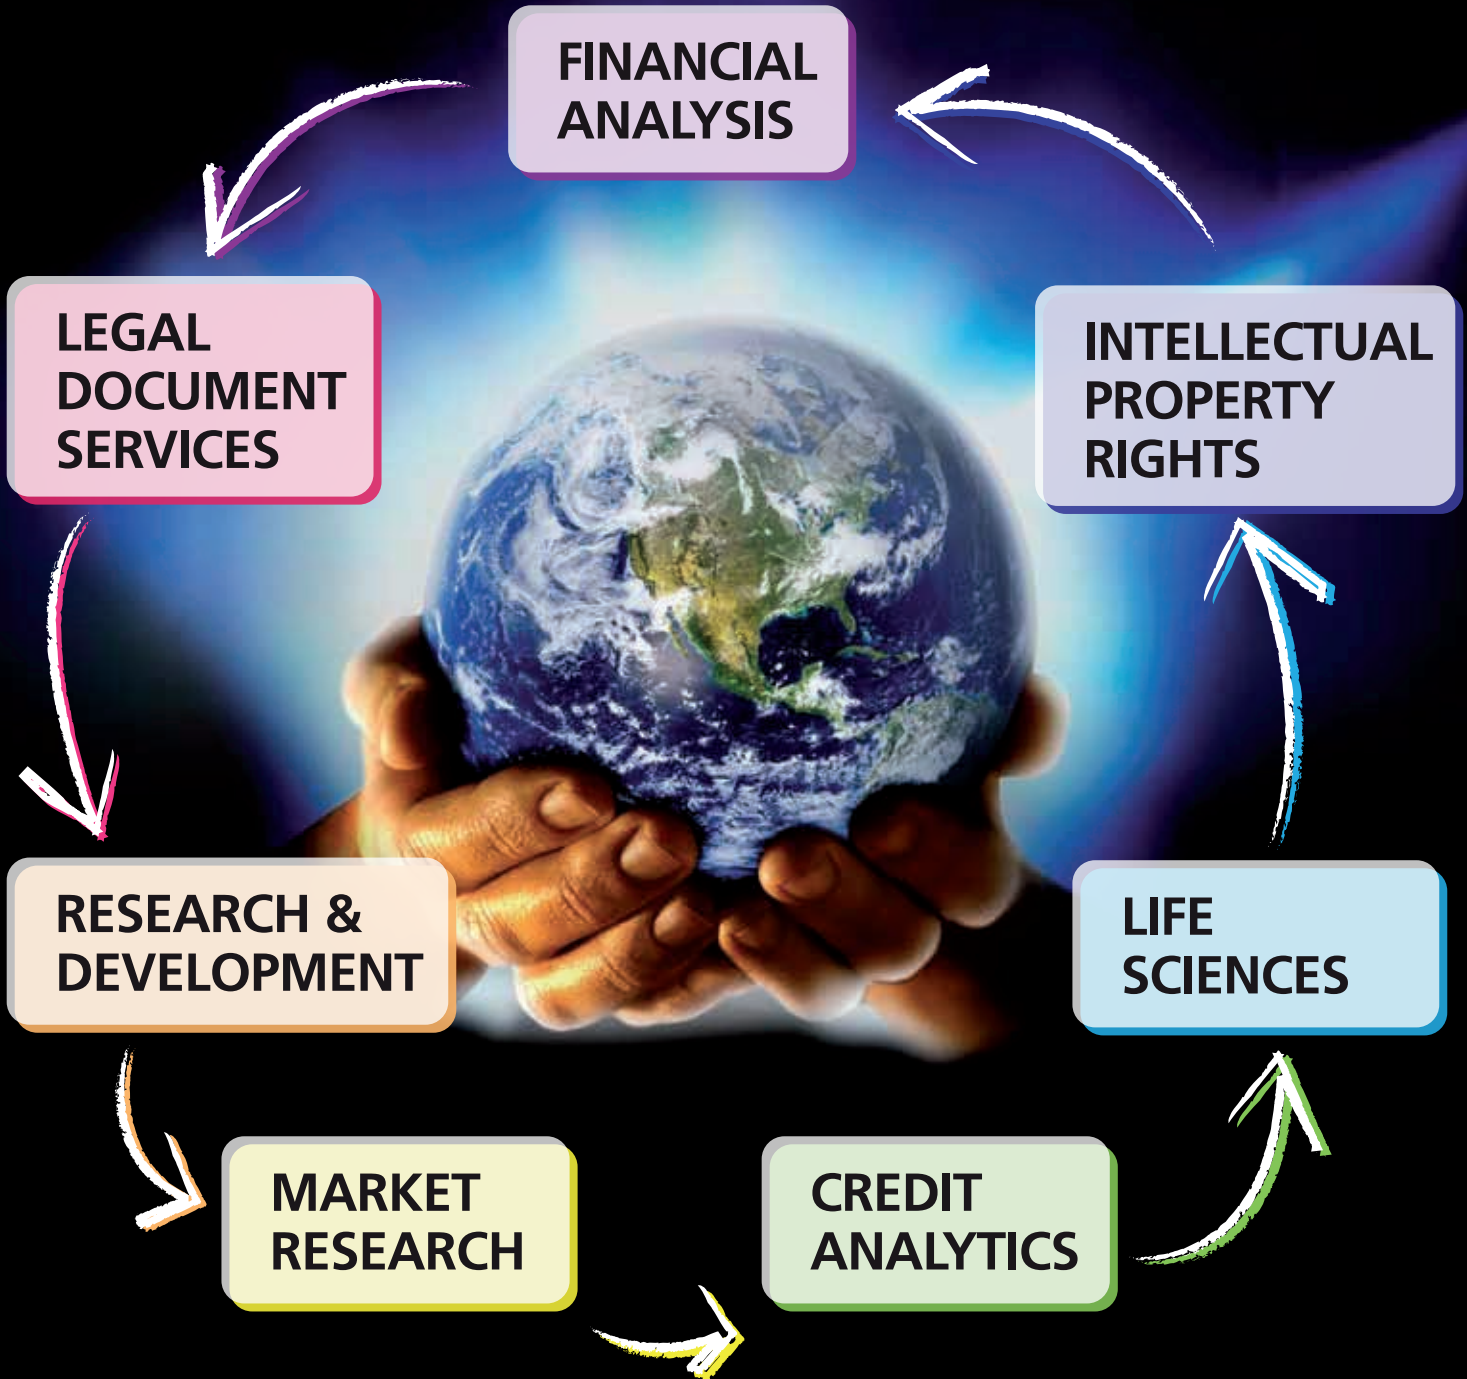 FINANCIAL
ANALYSIS
LEGAL
DOCUMENT
SERVICES
INTELLECTUAL
PROPERTY
RIGHTS
RESEARCH &
DEVELOPMENT
LIFE
SCIENCES
MARKET
RESEARCH
CREDIT
ANALYTICS